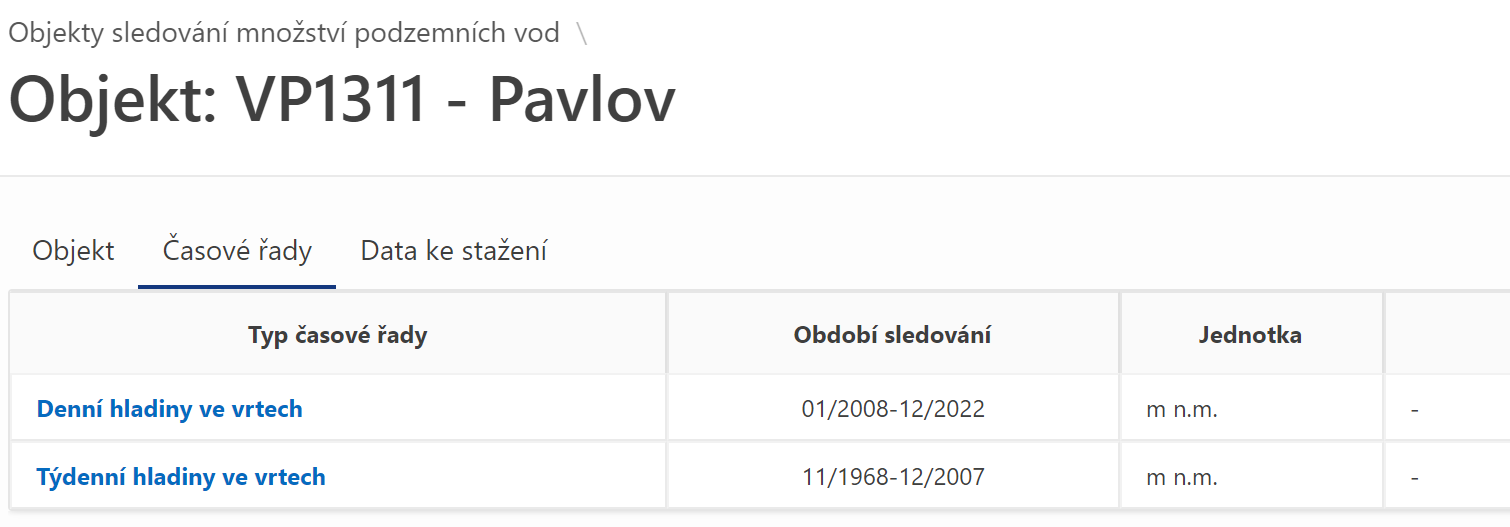 Objekty sledování množství podzemních vod \
Objekt: VP1311 - Pavlov
Objekt Časové řady Data ke stažení
Typ časové řady Období sledování Jednotka
Denní hladiny ve vrtech 01/2008-12/2022 m n.m. -
Týdenní hladiny ve vrtech 11/1968-12/2007 m n.m. -